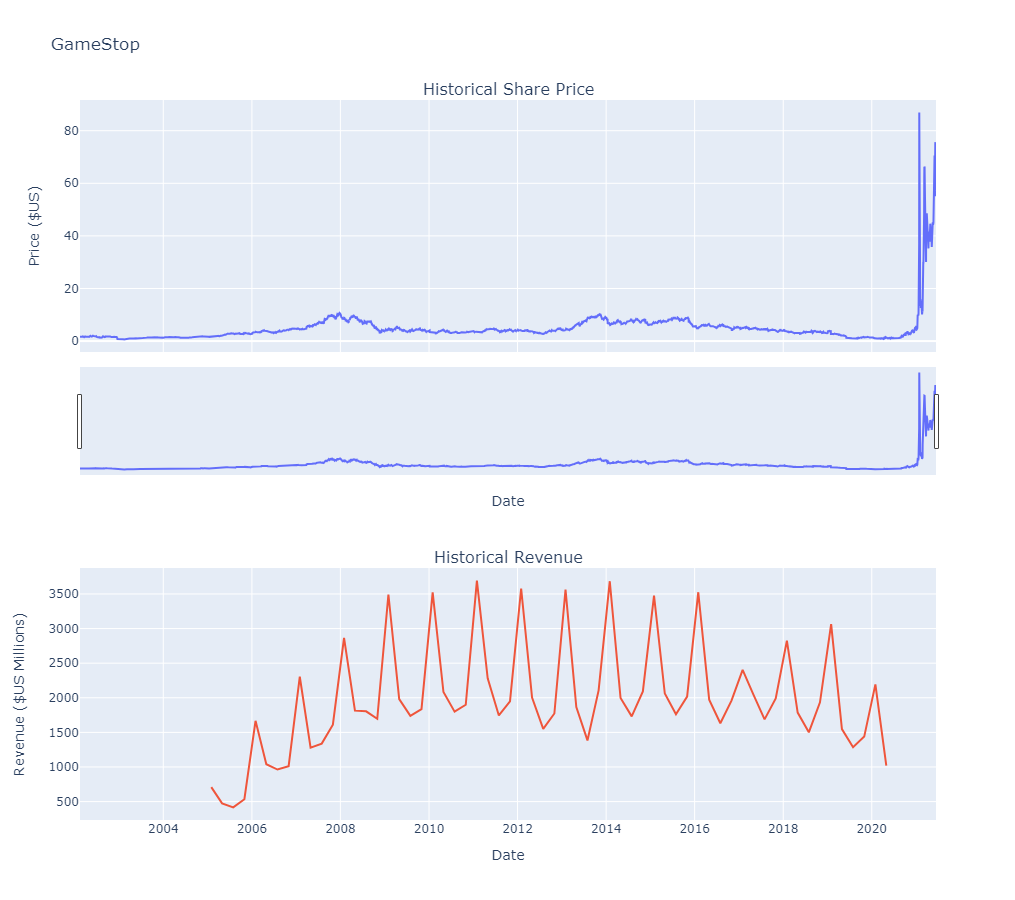 GameStop
Historical Share Price
80
60
40
20
0
Price ($US)
Date
Historical Revenue
3500
3000
2500
2000
1500
1000
500
Revenue ($US Millions)
2004 2006 2008 2010 2012 2014 2016 2018 2020
Date